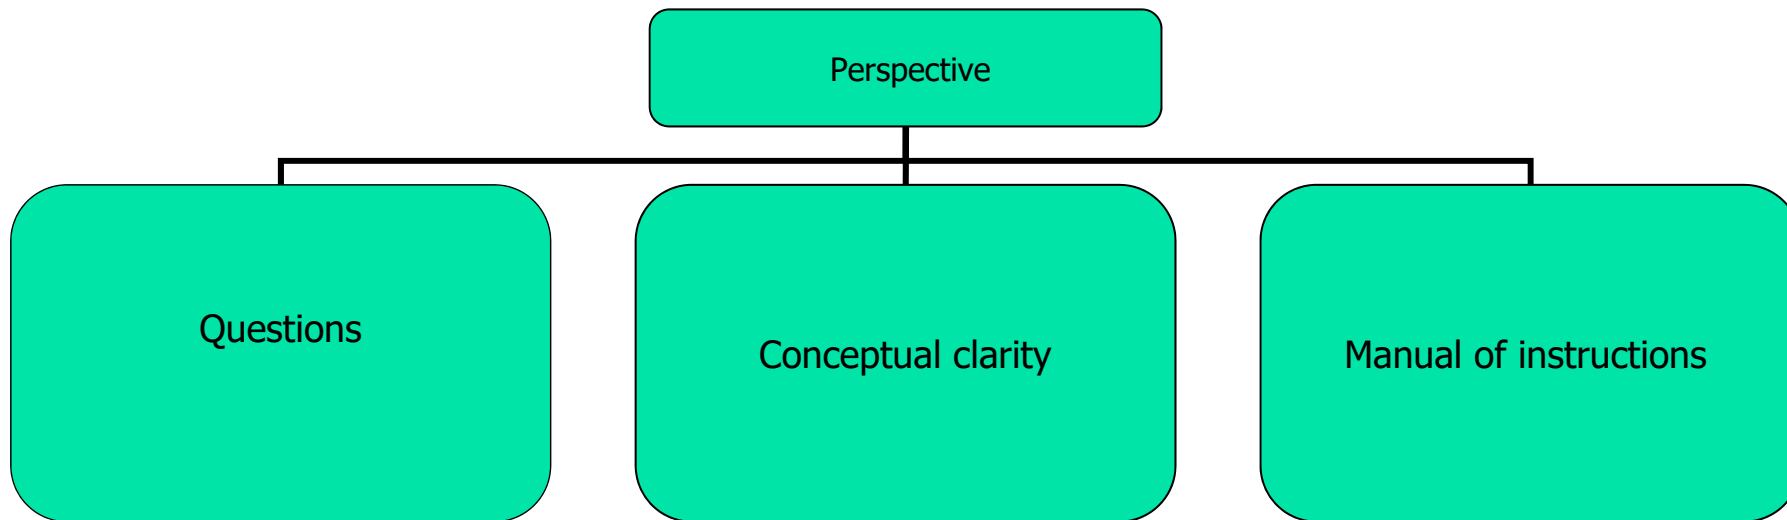 Perspective
Questions
Conceptual clarity
Manual of instructions